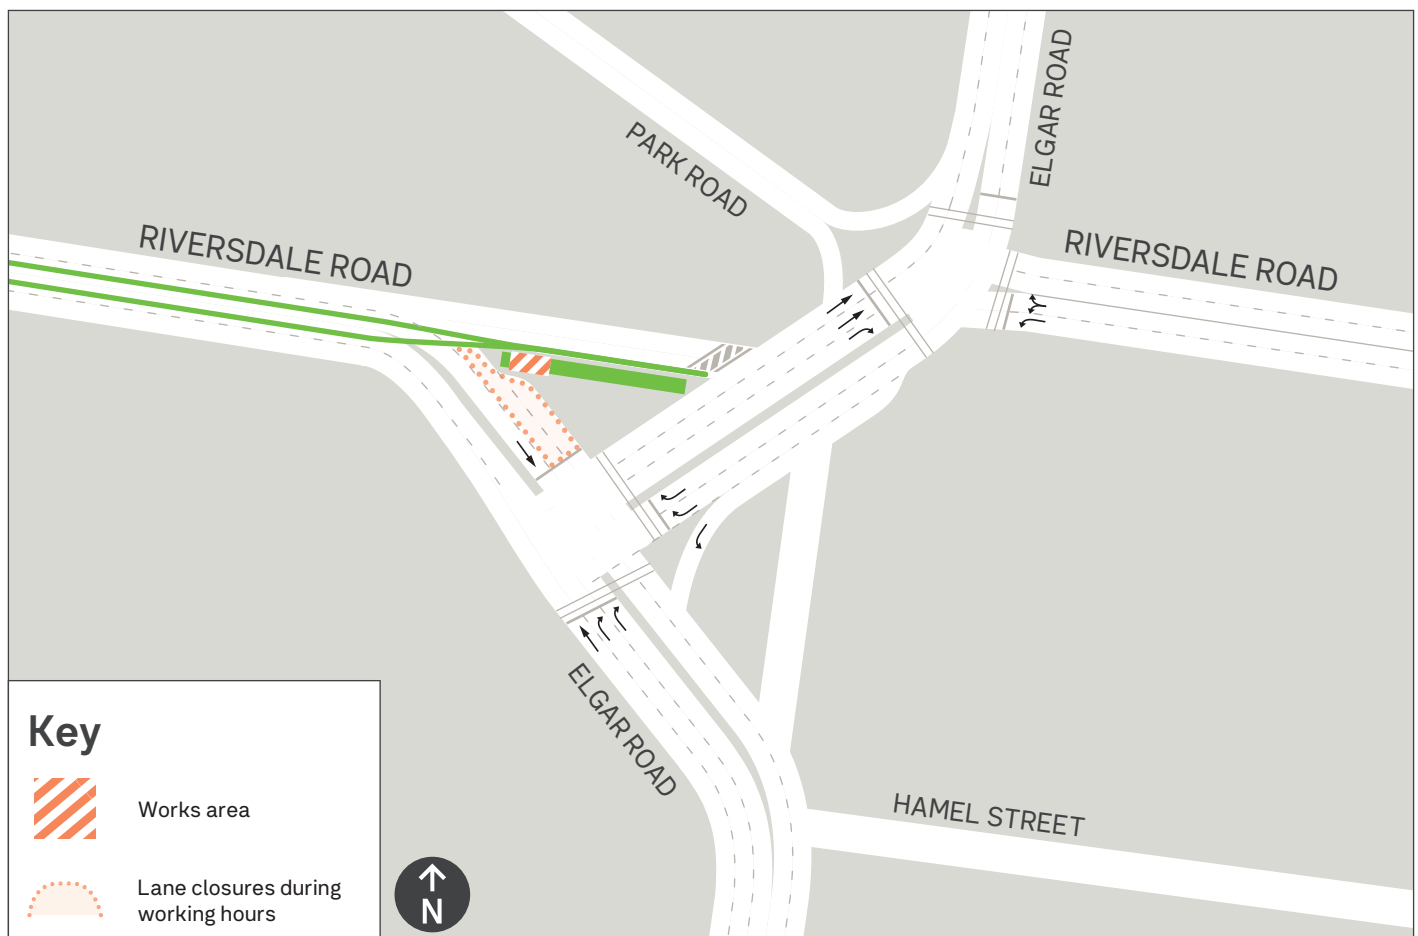 ELGAR ROAD
PARK ROAD
RIVERSDALE ROAD
RIVERSDALE ROAD
ELGAR ROAD
HAMEL STREET
Key
Works area
Lane closures during
working hours
N